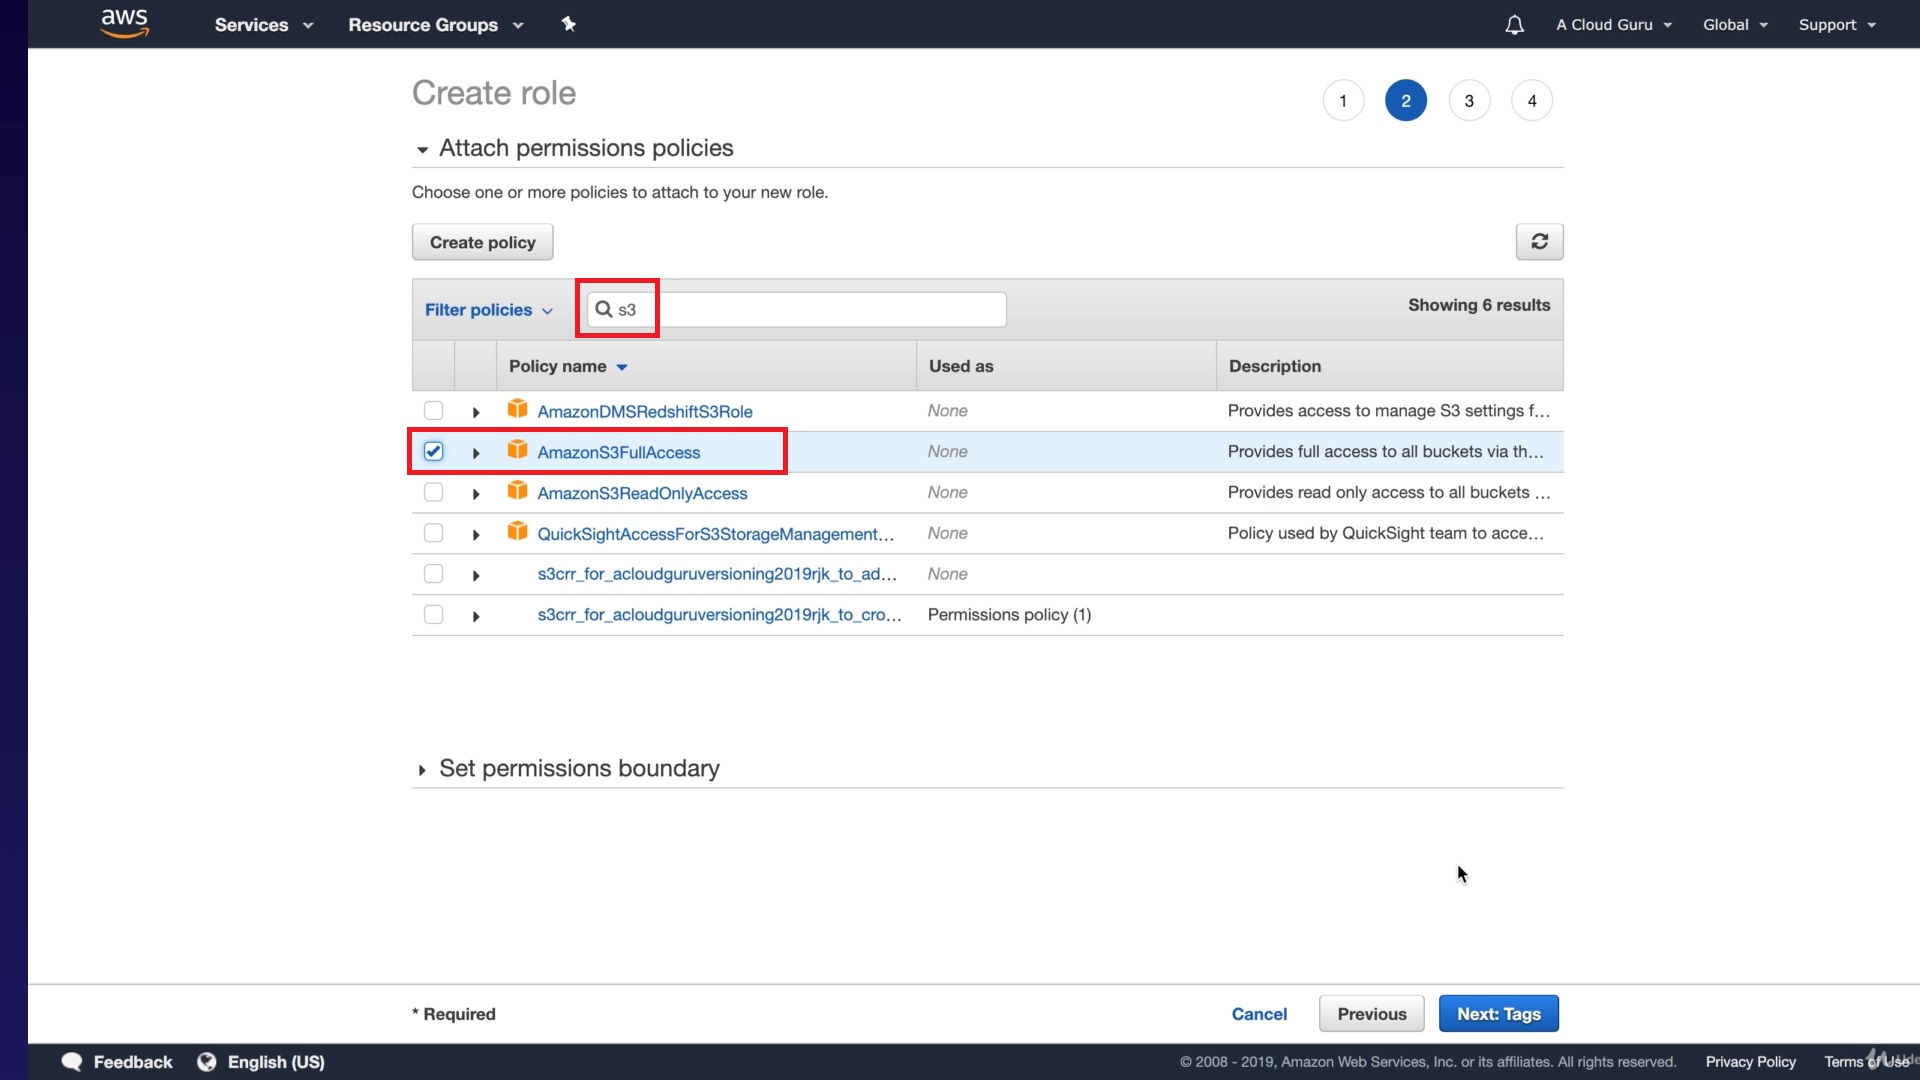 aws Services Resource Groups A Cloud Guru Global Support
Create role
1 2 3 4
Attach permissions policies
Choose one or more policies to attach to your new role.
Create policy
Filter policies s3 Showing 6 results
Policy name Used as Description
AmazonDMSRedshiftS3Role None Provides access to manage S3 settings f...
AmazonS3FullAccess None Provides full access to all buckets via th...
AmazonS3ReadOnlyAccess None Provides read only access to all buckets ...
QuickSightAccessForS3StorageManagement... None Policy used by QuickSight team to acce...
s3crr_for_acloudguruversioning2019rjk_to_ad... None
s3crr_for_acloudguruversioning2019rjk_to_cro... Permissions policy (1)
Set permissions boundary
* Required Cancel Previous Next: Tags
Feedback English (US) © 2008 - 2019, Amazon Web Services, Inc. or its affiliates. All rights reserved. Privacy Policy Terms of Use